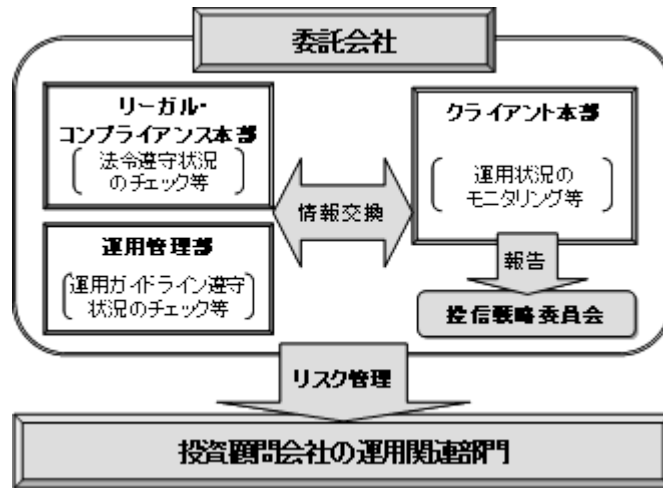 委託会社
リーガル・
コンプライアンス本部
法令遵守状況
のチェック等
運用管理部
運用ガイドライン遵守
状況のチェック等
情報交換
クライアント本部
運用状況の
モニタリング等
報告
投信戦略委員会
リスク管理
投資顧問会社の運用関連部門